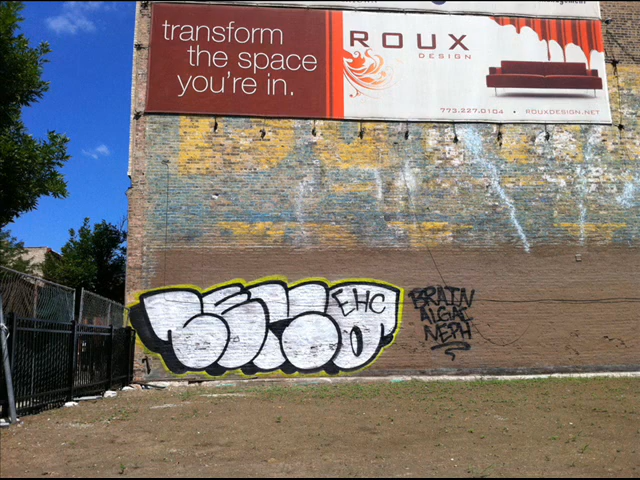 transform
the space
you're in.
ROUX
DESIGN
773.227.0104 • ROUXDESIGN.NET
EHC
BRAIN
ALGAE
NEPH